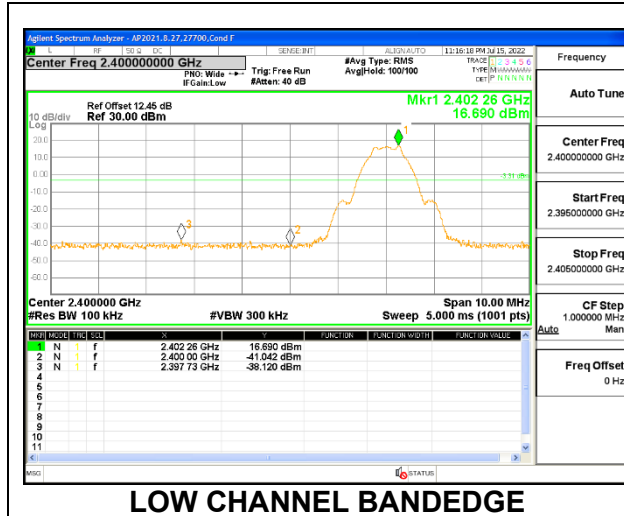 Agilent Spectrum Analyzer - AP2021.8.27,27700,Cond F
L RF 50 Ω DC SENSE:INT ALIGN AUTO 11:16:18 PM Jul 15, 2022
Center Freq 2.400000000 GHz
PNO: Wide
IFGain:Low
Trig: Free Run
#Atten: 40 dB
#Avg Type: RMS
Avg|Hold: 100/100
TRACE 1 2 3 4 5 6
TYPE M
DET P N N N N N
Ref Offset 12.45 dB
10 dB/div Ref 30.00 dBm
Log
Mkr1 2.402 26 GHz
16.690 dBm
20.0
10.0
0.00
-10.0
-20.0
-30.0
-40.0
-50.0
-60.0
1
2
3
-3.31 dBm
Center 2.400000 GHz Span 10.00 MHz
#Res BW 100 kHz #VBW 300 kHz Sweep 5.000 ms (1001 pts)
MKR MODE TRC SCL X Y FUNCTION FUNCTION WIDTH FUNCTION VALUE
1 N 1 f 2.402 26 GHz 16.690 dBm
2 N 1 f 2.400 00 GHz -41.042 dBm
3 N 1 f 2.397 73 GHz -38.120 dBm
4
5
6
7
8
9
10
11
MSG STATUS
Frequency
Auto Tune
Center Freq
2.400000000 GHz
Start Freq
2.395000000 GHz
Stop Freq
2.405000000 GHz
CF Step
1.000000 MHz
Auto Man
Freq Offset
0 Hz
LOW CHANNEL BANDEDGE